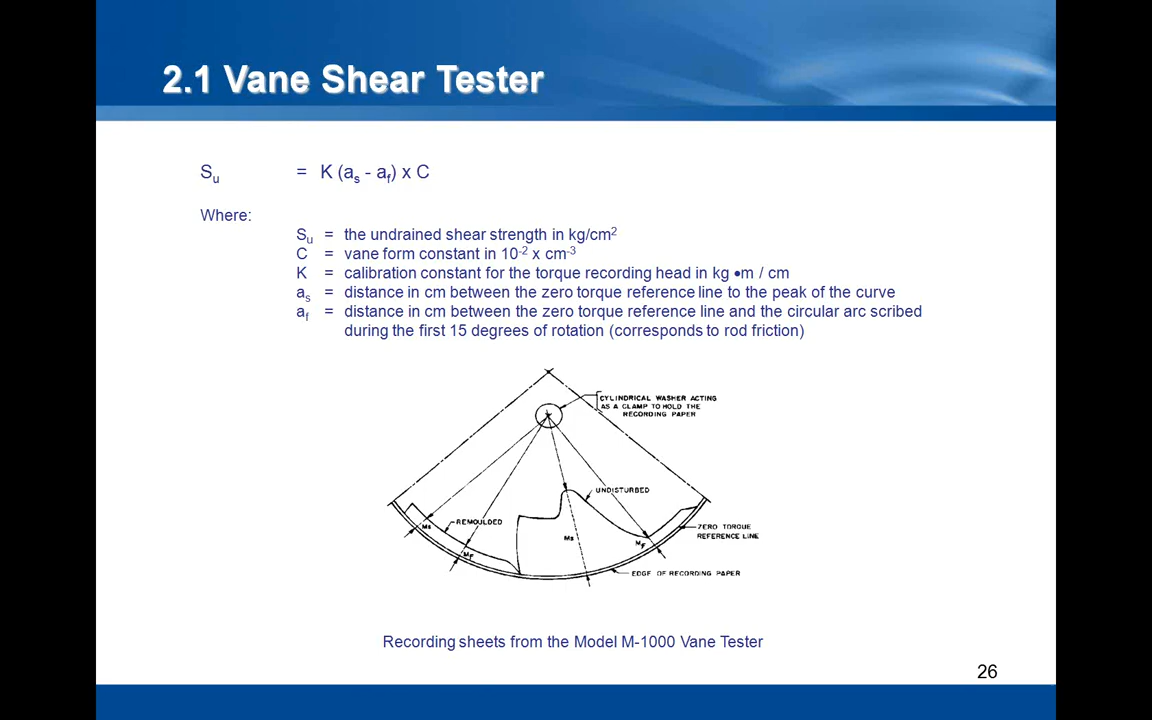 2.1 Vane Shear Tester
Su = K (as - af) x C
Where:
Su = the undrained shear strength in kg/cm2
C = vane form constant in 10-2 x cm-3
K = calibration constant for the torque recording head in kg •m / cm
as = distance in cm between the zero torque reference line to the peak of the curve
af = distance in cm between the zero torque reference line and the circular arc scribed
during the first 15 degrees of rotation (corresponds to rod friction)
CYLINDRICAL WASHER ACTING
AS A CLAMP TO HOLD THE
RECORDING PAPER
UNDISTURBED
REMOULDED
Ms
MF
Ms
MF
ZERO TORQUE
REFERENCE LINE
EDGE OF RECORDING PAPER
Recording sheets from the Model M-1000 Vane Tester
26